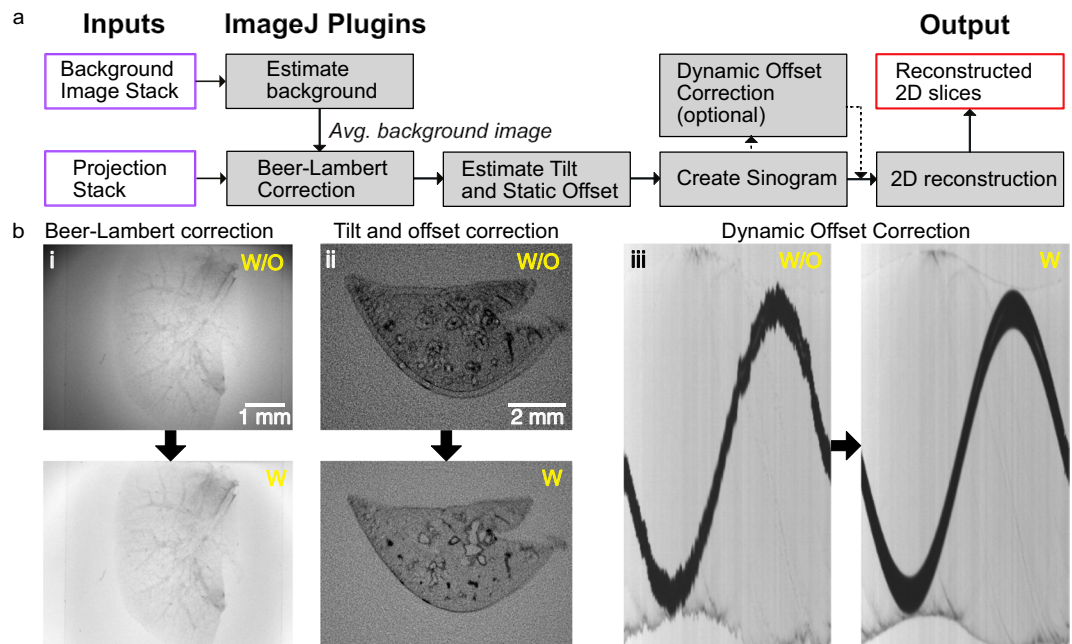 a
Inputs
ImageJ Plugins
Output
Background
Image Stack
Estimate
background
Dynamic Offset
Correction
(optional)
Reconstructed
2D slices
Avg. background image
Projection
Stack
Beer-Lambert
Correction
Estimate Tilt
and Static Offset
Create Sinogram
2D reconstruction
b
Beer-Lambert correction
Tilt and offset correction
Dynamic Offset Correction
i
W/O
1 mm
W
ii
W/O
2 mm
W
iii
W/O
W